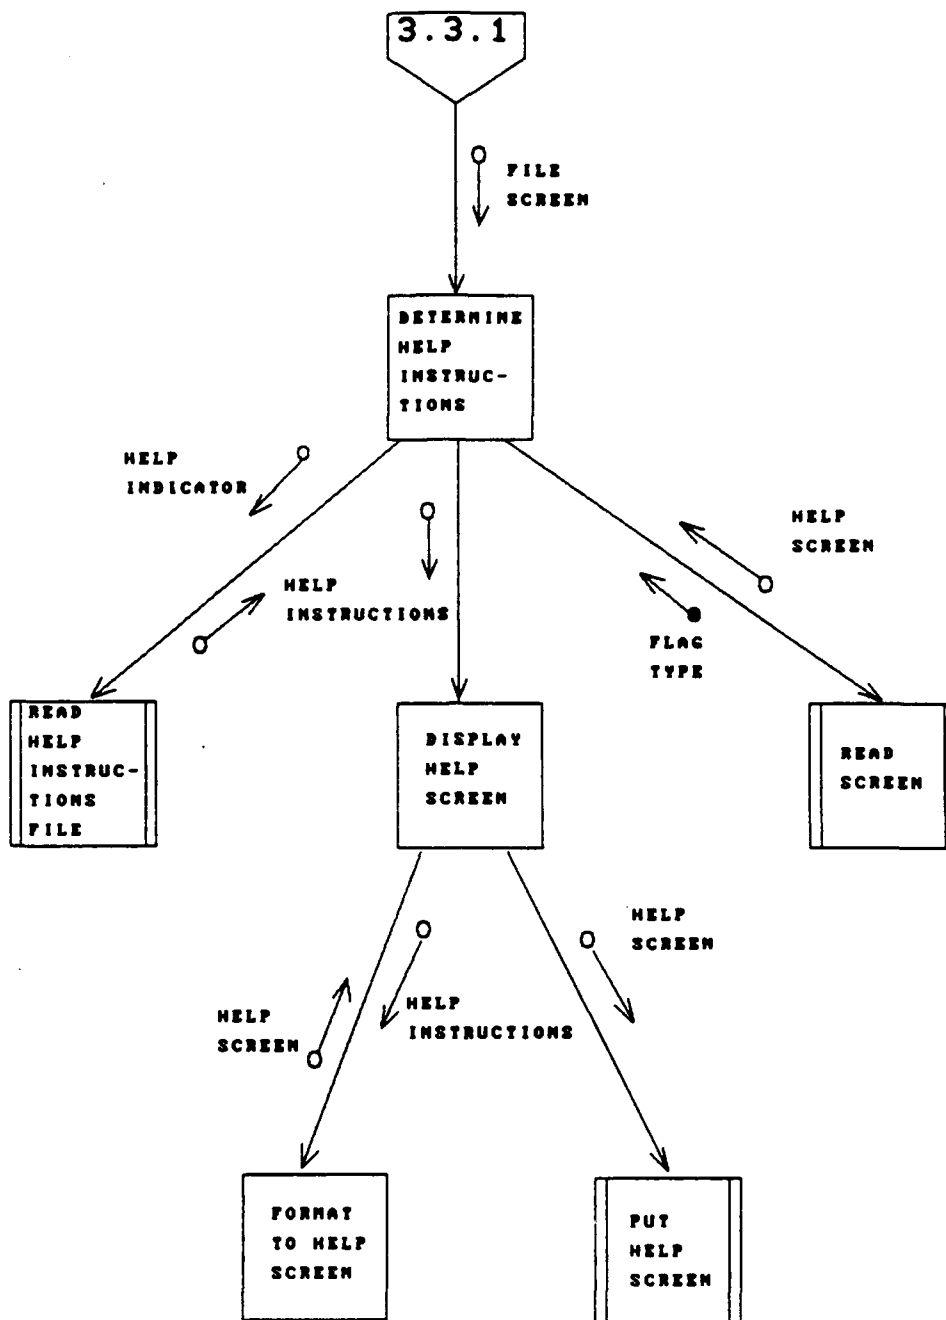 3.3.1
FILE
SCREEN
DETERMINE
HELP
INSTRUC-
TIONS
HELP
INDICATOR
HELP
SCREEN
HELP
INSTRUCTIONS
FLAG
TYPE
READ
HELP
INSTRUC-
TIONS
FILE
DISPLAY
HELP
SCREEN
READ
SCREEN
HELP
SCREEN
HELP
INSTRUCTIONS
HELP
SCREEN
FORMAT
TO HELP
SCREEN
PUT
HELP
SCREEN